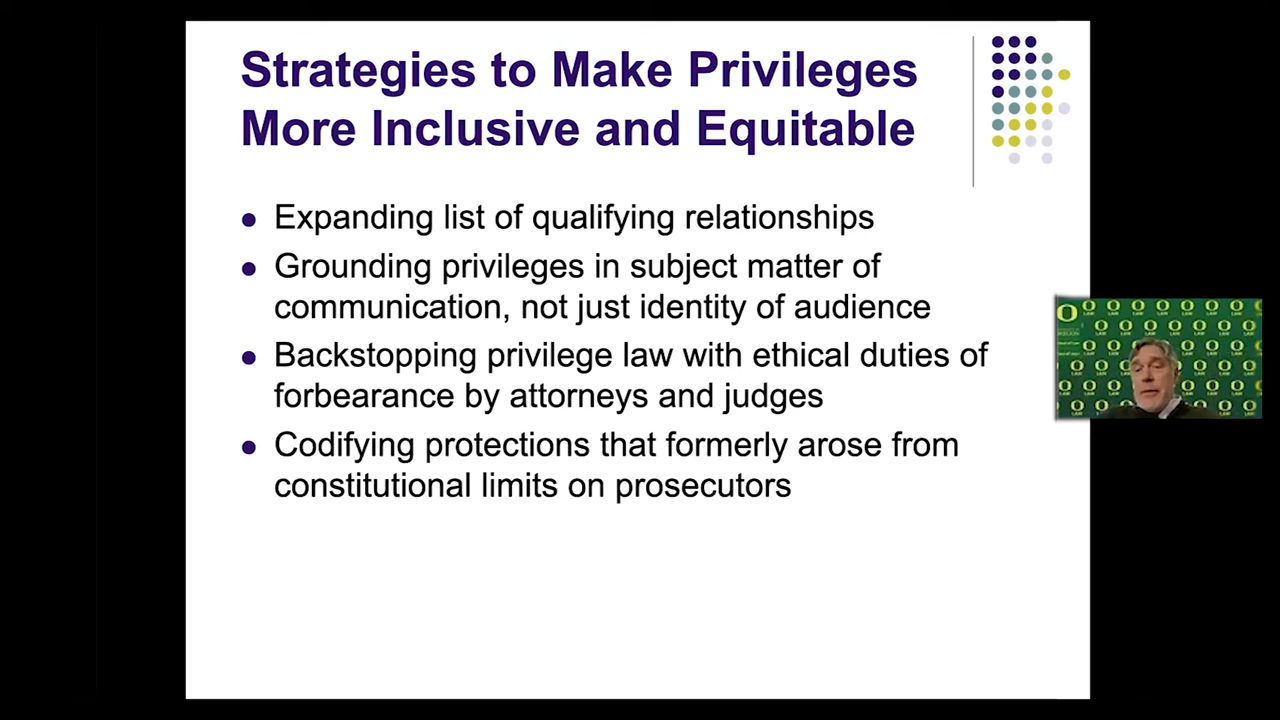 Strategies to Make Privileges
More Inclusive and Equitable
● Expanding list of qualifying relationships
● Grounding privileges in subject matter of
communication, not just identity of audience
● Backstopping privilege law with ethical duties of
forbearance by attorneys and judges
● Codifying protections that formerly arose from
constitutional limits on prosecutors
O LAW